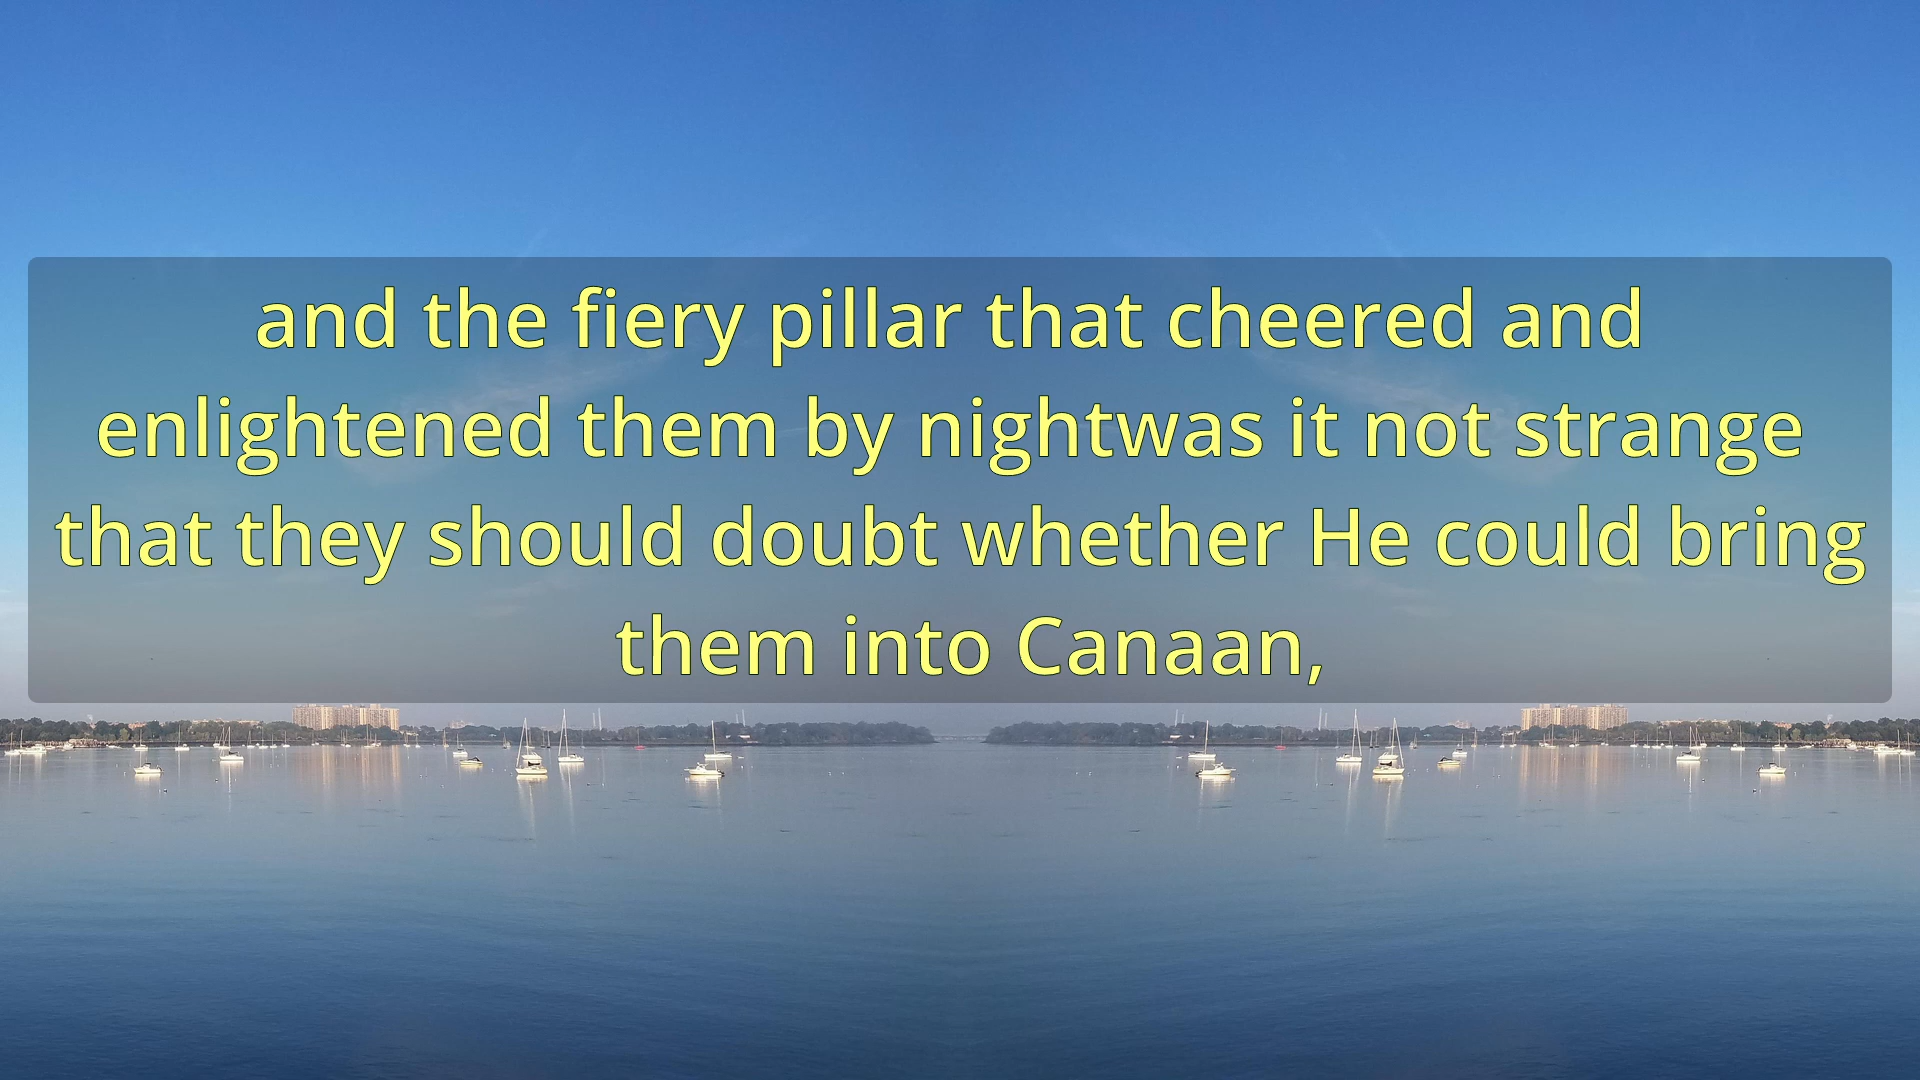 and the fiery pillar that cheered and
enlightened them by nightwas it not strange
that they should doubt whether He could bring
them into Canaan,